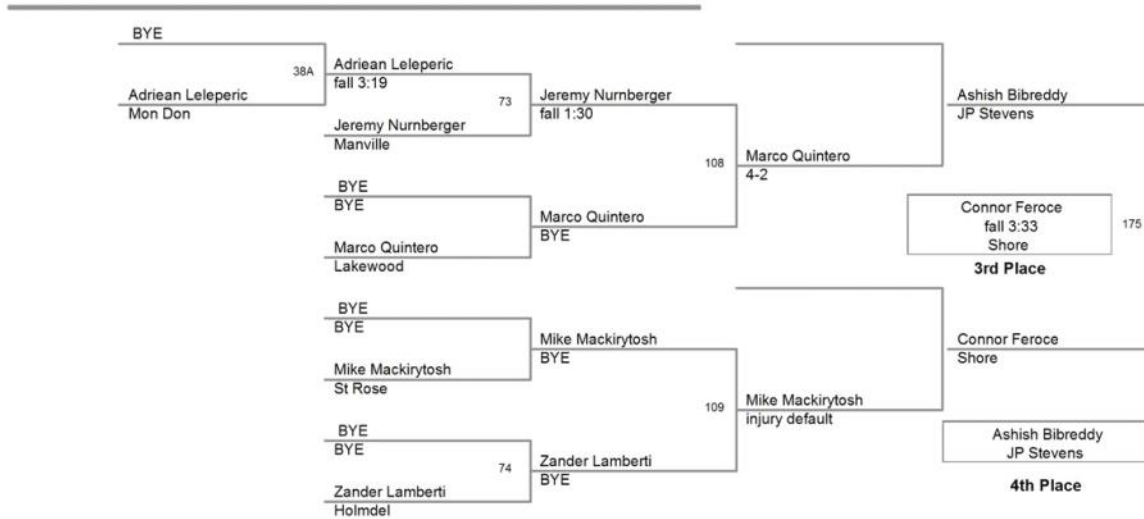 BYE
38A
Adriean Leleperic
Mon Don
Adriean Leleperic
fall 3:19
73
Jeremy Nurnberger
Manville
Jeremy Nurnberger
fall 1:30
BYE
BYE
Marco Quintero
Lakewood
Marco Quintero
BYE
108
Marco Quintero
4-2
Ashish Bibreddy
JP Stevens
Connor Feroce
fall 3:33
Shore
175
3rd Place
BYE
BYE
Mike Mackirytosh
St Rose
Mike Mackirytosh
BYE
BYE
BYE
74
Zander Lamberti
Holmdel
Zander Lamberti
BYE
109
Mike Mackirytosh
injury default
Connor Feroce
Shore
Ashish Bibreddy
JP Stevens
4th Place